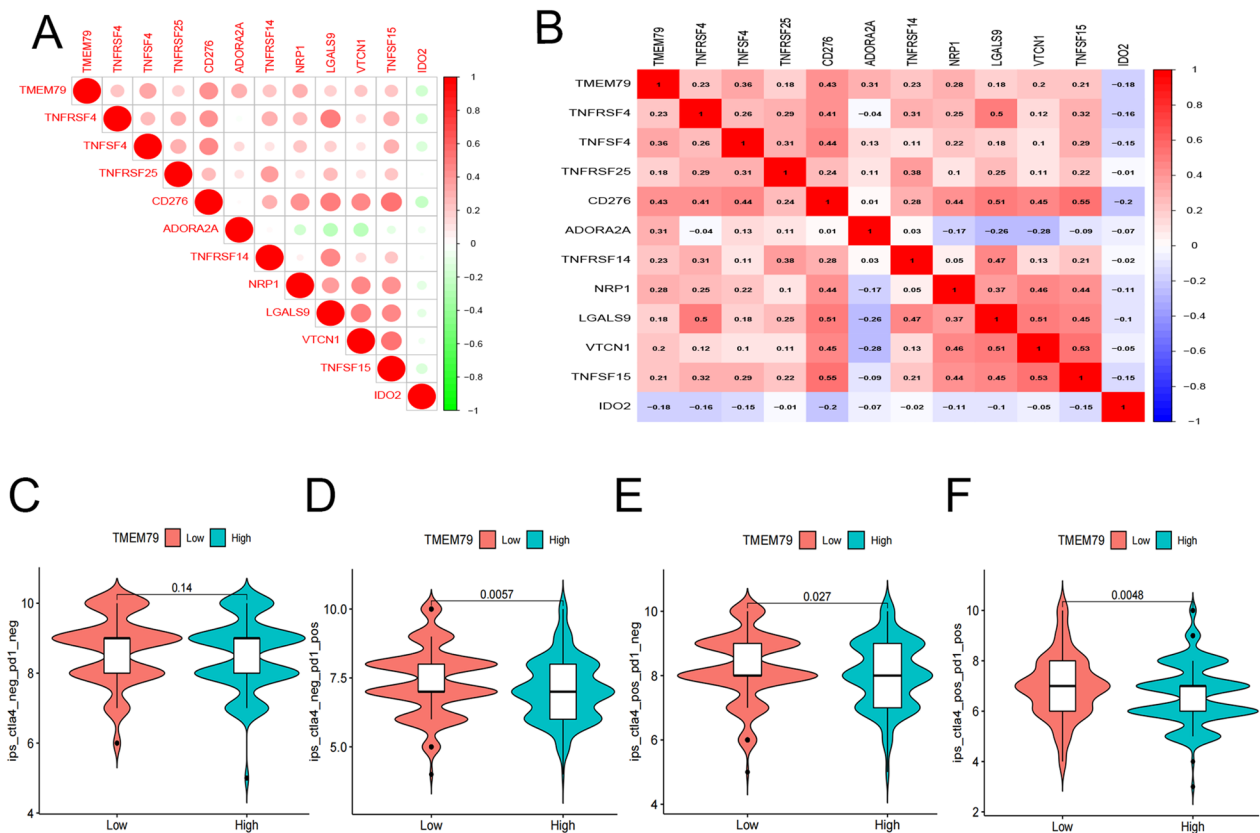 A
TMEM79
TNFRSF4
TNFSF4
TNFRSF25
CD276
ADORA2A
TNFRSF14
NRP1
LGALS9
VTCN1
TNFSF15
IDO2
TMEM79
TNFRSF4
TNFSF4
TNFRSF25
CD276
ADORA2A
TNFRSF14
NRP1
LGALS9
VTCN1
TNFSF15
IDO2
1
0.8
0.6
0.4
0.2
0
−0.2
−0.4
−0.6
−0.8
−1
B
TMEM79
TNFRSF4
TNFSF4
TNFRSF25
CD276
ADORA2A
TNFRSF14
NRP1
LGALS9
VTCN1
TNFSF15
IDO2
TMEM79 1 0.23 0.36 0.18 0.43 0.31 0.23 0.28 0.18 0.2 0.21 −0.18
TNFRSF4 0.23 1 0.26 0.29 0.41 −0.04 0.31 0.25 0.5 0.12 0.32 −0.16
TNFSF4 0.36 0.26 1 0.31 0.44 0.13 0.11 0.22 0.18 0.1 0.29 −0.15
TNFRSF25 0.18 0.29 0.31 1 0.24 0.11 0.38 0.1 0.25 0.11 0.22 −0.01
CD276 0.43 0.41 0.44 0.24 1 0.01 0.28 0.44 0.51 0.45 0.55 −0.2
ADORA2A 0.31 −0.04 0.13 0.11 0.01 1 0.03 −0.17 −0.26 −0.28 −0.09 −0.07
TNFRSF14 0.23 0.31 0.11 0.38 0.28 0.03 1 0.05 0.47 0.13 0.21 −0.02
NRP1 0.28 0.25 0.22 0.1 0.44 −0.17 0.05 1 0.37 0.46 0.44 −0.11
LGALS9 0.18 0.5 0.18 0.25 0.51 −0.26 0.47 0.37 1 0.51 0.45 −0.1
VTCN1 0.2 0.12 0.1 0.11 0.45 −0.28 0.13 0.46 0.51 1 0.53 −0.05
TNFSF15 0.21 0.32 0.29 0.22 0.55 −0.09 0.21 0.44 0.45 0.53 1 −0.15
IDO2 −0.18 −0.16 −0.15 −0.01 −0.2 −0.07 −0.02 −0.11 −0.1 −0.05 −0.15 1
1
0.8
0.6
0.4
0.2
0
−0.2
−0.4
−0.6
−0.8
−1
C
TMEM79 Low High
ips_ctla4_neg_pd1_neg
0.14
10
8
6
4
Low High
D
TMEM79 Low High
ips_ctla4_neg_pd1_pos
0.0057
10.0
7.5
5.0
Low High
E
TMEM79 Low High
ips_ctla4_pos_pd1_neg
0.027
10
8
6
4
Low High
F
TMEM79 Low High
ips_ctla4_pos_pd1_pos
0.0048
10
8
6
4
2
Low High